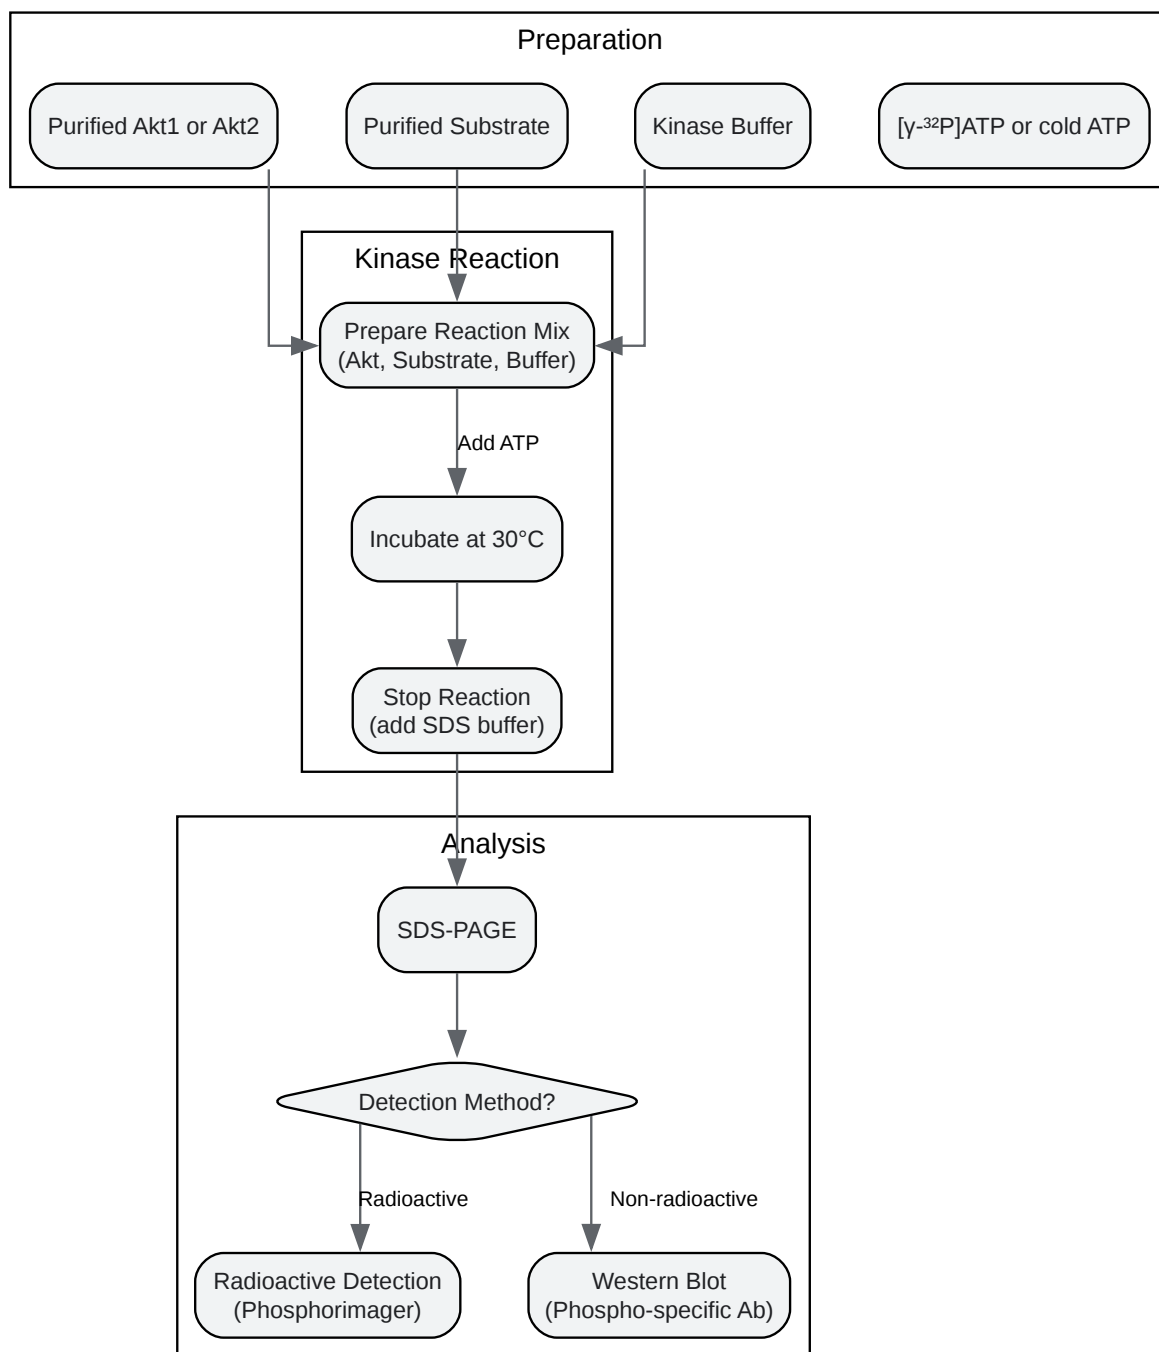 Preparation
Purified Akt1 or Akt2
Purified Substrate
Kinase Buffer
[γ-³²P]ATP or cold ATP
Kinase Reaction
Prepare Reaction Mix
(Akt, Substrate, Buffer)
Add ATP
Incubate at 30°C
Stop Reaction
(add SDS buffer)
Analysis
SDS-PAGE
Detection Method?
Radioactive
Non-radioactive
Radioactive Detection
(Phosphorimager)
Western Blot
(Phospho-specific Ab)